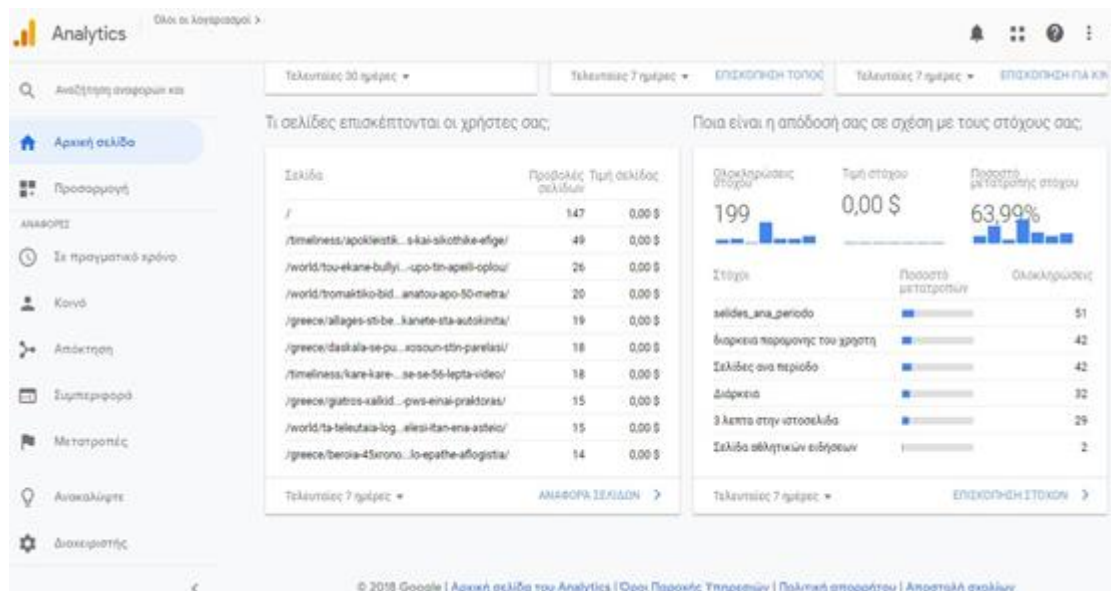 Analytics
Όλοι οι λογαριασμοί >
Αναζήτηση αναφορών και
Αρχική σελίδα
Προσαρμογή
ΑΝΑΦΟΡΕΣ
Σε πραγματικό χρόνο
Κοινό
Απόκτηση
Συμπεριφορά
Μετατροπές
Ανακαλύψτε
Διαχειριστής
Τελευταίες 30 ημέρες
Τελευταίες 7 ημέρες ΕΠΙΣΚΟΠΗΣΗ ΤΟΠΟΘ
Τελευταίες 7 ημέρες ΕΠΙΣΚΟΠΗΣΗ ΓΙΑ ΚΙΝ
Τι σελίδες επισκέπτονται οι χρήστες σας;
Σελίδα Προβολές σελίδων Τιμή σελίδας
/ 147 0,00 $
/timeliness/apokleistik...s-kai-sikothike-efige/ 49 0,00 $
/world/tou-ekane-bullyi...-upo-tin-apeili-oplou/ 26 0,00 $
/world/tromaktiko-bid...anatou-apo-50-metra/ 20 0,00 $
/greece/allages-sti-be...kanete-sta-autokinita/ 19 0,00 $
/greece/daskala-se-pu...xosoun-stin-parelasi/ 18 0,00 $
/timeliness/kare-kare-...se-se-56-lepta-video/ 18 0,00 $
/greece/giatros-xalkid...-pws-einai-praktoras/ 15 0,00 $
/world/ta-teleutaia-log...elesi-itan-ena-asteio/ 15 0,00 $
/greece/beroia-45xrono...lo-epathe-aflogistia/ 14 0,00 $
Τελευταίες 7 ημέρες ΑΝΑΦΟΡΑ ΣΕΛΙΔΩΝ >
Ποια είναι η απόδοσή σας σε σχέση με τους στόχους σας;
Ολοκληρώσεις στόχου Τιμή στόχου Ποσοστό μετατροπής στόχου
199 0,00 $ 63,99%
Στόχοι Ποσοστό μετατροπών Ολοκληρώσεις
selides_ana_periodo 51
διαρκεια παραμονης του χρηστη 42
Σελίδες ανα περίοδο 42
Διάρκεια 32
3 λεπτα στην ιστοσελιδα 29
Σελίδα αθλητικών ειδήσεων 2
Τελευταίες 7 ημέρες ΕΠΙΣΚΟΠΗΣΗ ΣΤΟΧΩΝ >
© 2018 Google | Αρχική σελίδα του Analytics | Όροι Παροχής Υπηρεσιών | Πολιτική απορρήτου | Αποστολή σχολίων